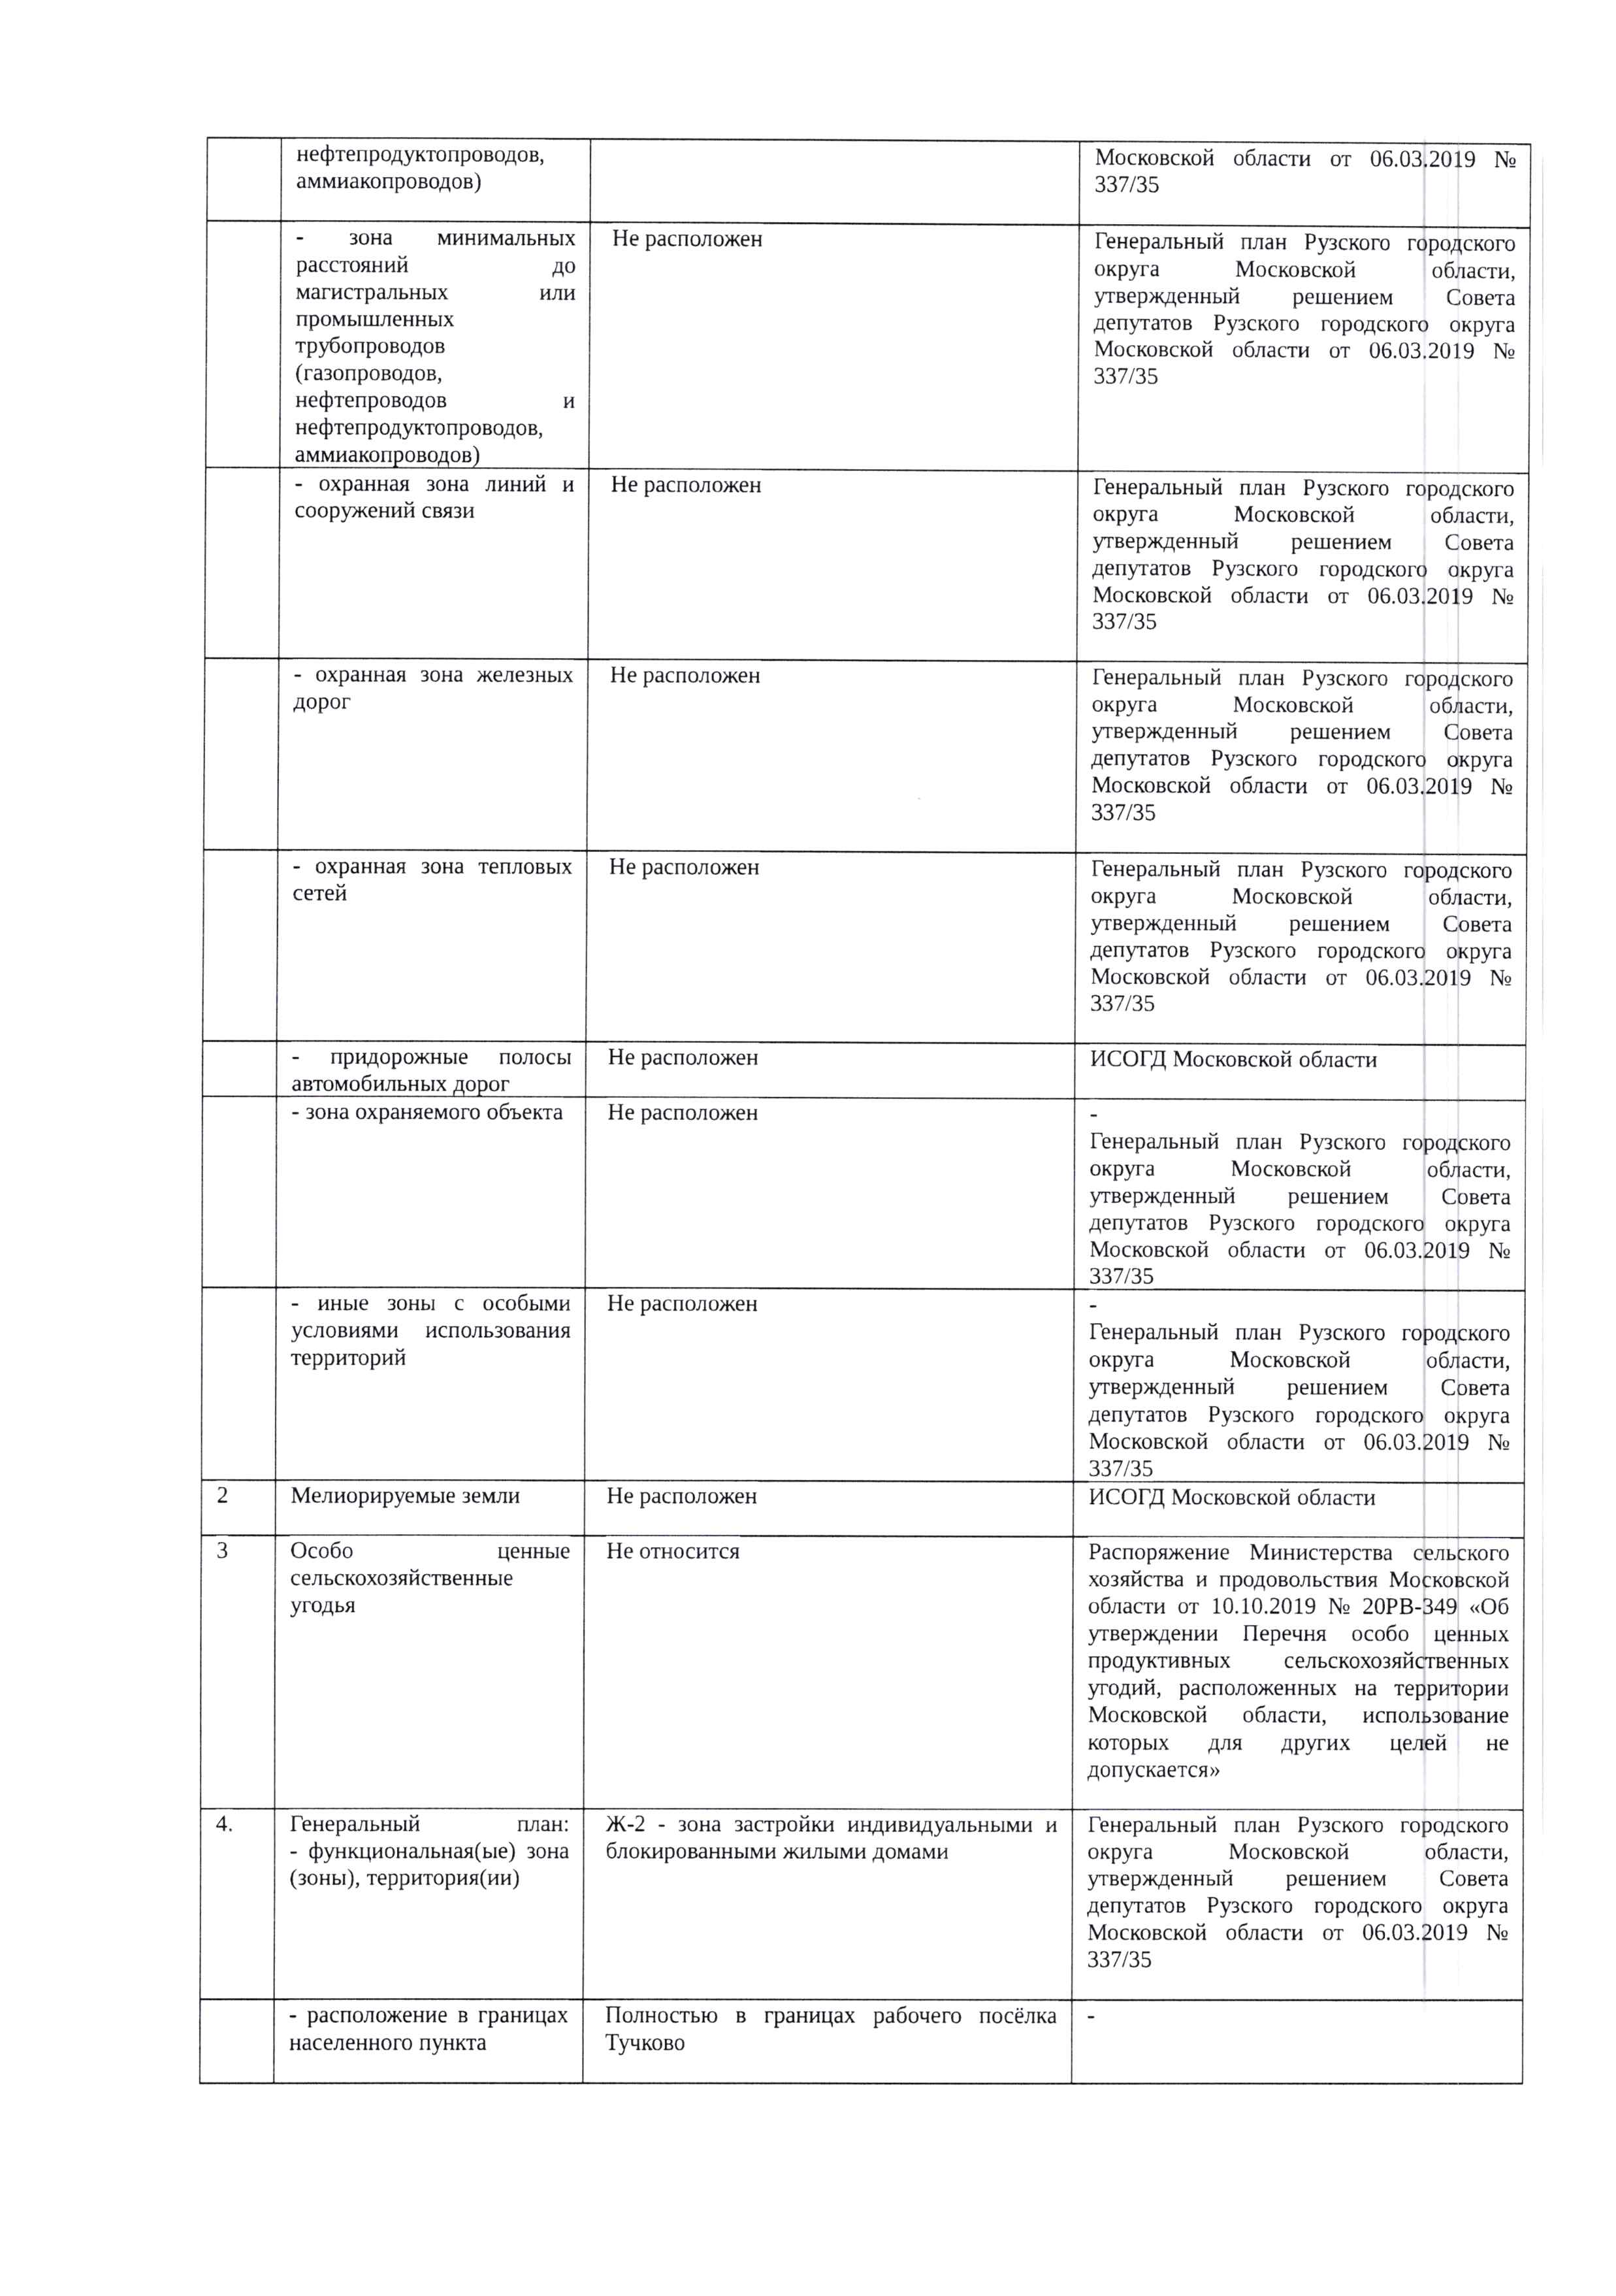 нефтепродуктопроводов,
аммиакопроводов)
Московской области от 06.03.2019 №
337/35
- зона минимальных
расстояний до
магистральных или
промышленных
трубопроводов
(газопроводов,
нефтепроводов и
нефтепродуктопроводов,
аммиакопроводов)
Не расположен
Генеральный план Рузского городского
округа Московской области,
утвержденный решением Совета
депутатов Рузского городского округа
Московской области от 06.03.2019 №
337/35
- охранная зона линий и
сооружений связи
Не расположен
Генеральный план Рузского городского
округа Московской области,
утвержденный решением Совета
депутатов Рузского городского округа
Московской области от 06.03.2019 №
337/35
- охранная зона железных
дорог
Не расположен
Генеральный план Рузского городского
округа Московской области,
утвержденный решением Совета
депутатов Рузского городского округа
Московской области от 06.03.2019 №
337/35
- охранная зона тепловых
сетей
Не расположен
Генеральный план Рузского городского
округа Московской области,
утвержденный решением Совета
депутатов Рузского городского округа
Московской области от 06.03.2019 №
337/35
- придорожные полосы
автомобильных дорог
Не расположен
ИСОГД Московской области
- зона охраняемого объекта
Не расположен
-
Генеральный план Рузского городского
округа Московской области,
утвержденный решением Совета
депутатов Рузского городского округа
Московской области от 06.03.2019 №
337/35
- иные зоны с особыми
условиями использования
территорий
Не расположен
-
Генеральный план Рузского городского
округа Московской области,
утвержденный решением Совета
депутатов Рузского городского округа
Московской области от 06.03.2019 №
337/35
2
Мелиорируемые земли
Не расположен
ИСОГД Московской области
3
Особо ценные
сельскохозяйственные
угодья
Не относится
Распоряжение Министерства сельского
хозяйства и продовольствия Московской
области от 10.10.2019 № 20РВ-349 «Об
утверждении Перечня особо ценных
продуктивных сельскохозяйственных
угодий, расположенных на территории
Московской области, использование
которых для других целей не
допускается»
4.
Генеральный план:
- функциональная(ые) зона
(зоны), территория(ии)
Ж-2 - зона застройки индивидуальными и
блокированными жилыми домами
Генеральный план Рузского городского
округа Московской области,
утвержденный решением Совета
депутатов Рузского городского округа
Московской области от 06.03.2019 №
337/35
- расположение в границах
населенного пункта
Полностью в границах рабочего посёлка
Тучково
-